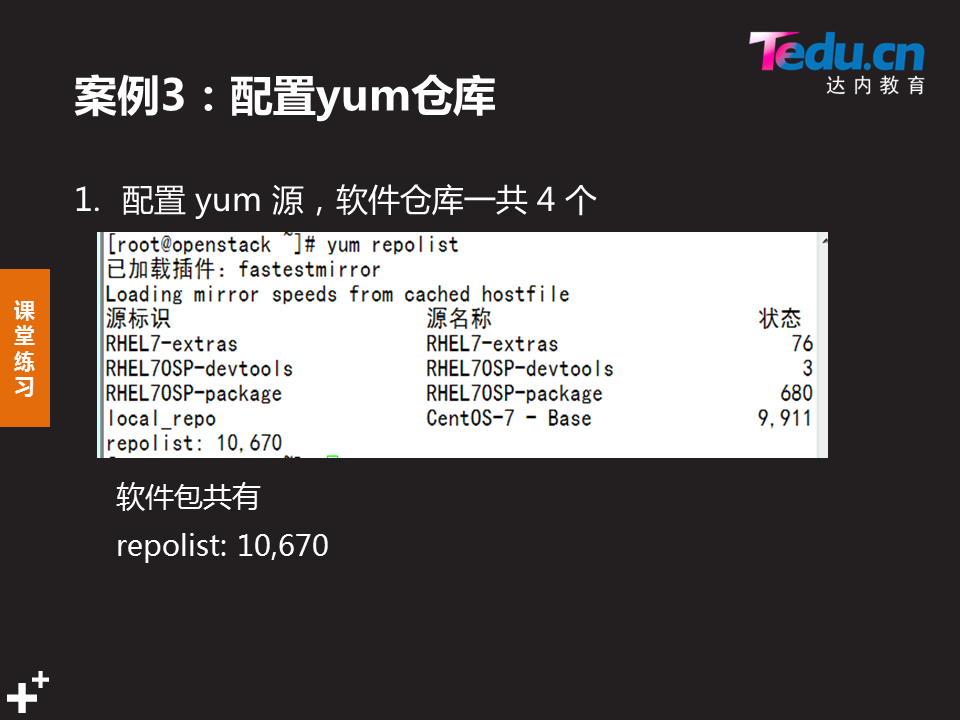 Tedu.cn
达内教育
案例3：配置yum仓库
1. 配置 yum 源，软件仓库一共 4 个
[root@openstack ~]# yum repolist
已加载插件：fastestmirror
Loading mirror speeds from cached hostfile
源标识 源名称 状态
RHEL7-extras RHEL7-extras 76
RHEL7OSP-devtools RHEL7OSP-devtools 3
RHEL7OSP-package RHEL7OSP-package 680
local_repo CentOS-7 - Base 9,911
repolist: 10,670
课堂练习
软件包共有
repolist: 10,670